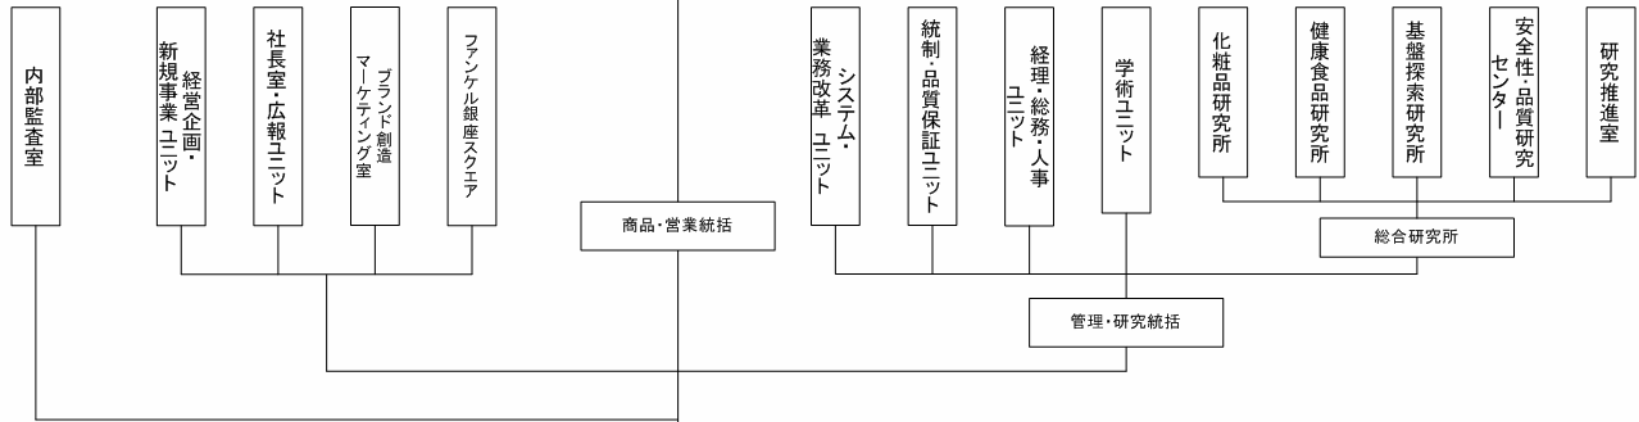 内部監査室
経営企画・
新規事業 ユニット
社長室・広報ユニット
ブランド創造
マーケティング室
ファンケル銀座スクエア
商品・営業統括
システム・
業務改革 ユニット
統制・品質保証ユニット
経理・総務・人事
ユニット
学術ユニット
化粧品研究所
健康食品研究所
基盤探索研究所
安全性・品質研究
センター
研究推進室
総合研究所
管理・研究統括